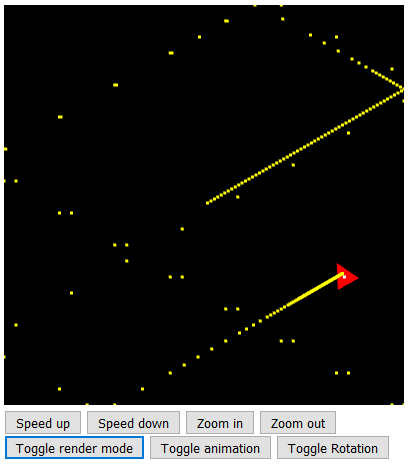 Speed up Speed down Zoom in Zoom out
Toggle render mode Toggle animation Toggle Rotation